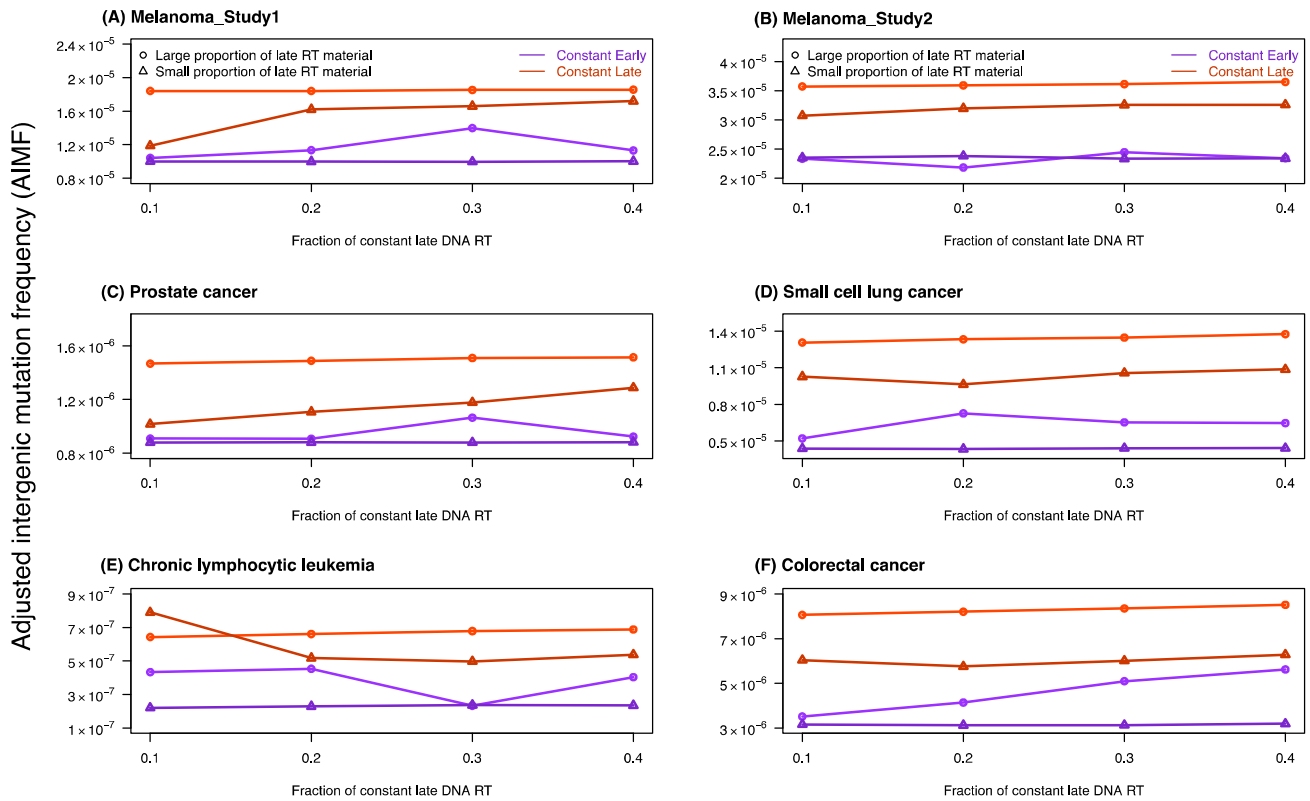 Adjusted intergenic mutation frequency (AIMF)
(A) Melanoma_Study1
Large proportion of late RT material
Small proportion of late RT material
Constant Early
Constant Late
2.4 × 10⁻⁵
2 × 10⁻⁵
1.6 × 10⁻⁵
1.2 × 10⁻⁵
0.8 × 10⁻⁵
0.1 0.2 0.3 0.4
Fraction of constant late DNA RT
(B) Melanoma_Study2
Large proportion of late RT material
Small proportion of late RT material
Constant Early
Constant Late
4 × 10⁻⁵
3.5 × 10⁻⁵
3 × 10⁻⁵
2.5 × 10⁻⁵
2 × 10⁻⁵
0.1 0.2 0.3 0.4
Fraction of constant late DNA RT
(C) Prostate cancer
1.6 × 10⁻⁶
1.2 × 10⁻⁶
0.8 × 10⁻⁶
0.1 0.2 0.3 0.4
Fraction of constant late DNA RT
(D) Small cell lung cancer
1.4 × 10⁻⁵
1.1 × 10⁻⁵
0.8 × 10⁻⁵
0.5 × 10⁻⁵
0.1 0.2 0.3 0.4
Fraction of constant late DNA RT
(E) Chronic lymphocytic leukemia
9 × 10⁻⁷
7 × 10⁻⁷
5 × 10⁻⁷
3 × 10⁻⁷
1 × 10⁻⁷
0.1 0.2 0.3 0.4
Fraction of constant late DNA RT
(F) Colorectal cancer
9 × 10⁻⁶
7 × 10⁻⁶
5 × 10⁻⁶
3 × 10⁻⁶
0.1 0.2 0.3 0.4
Fraction of constant late DNA RT